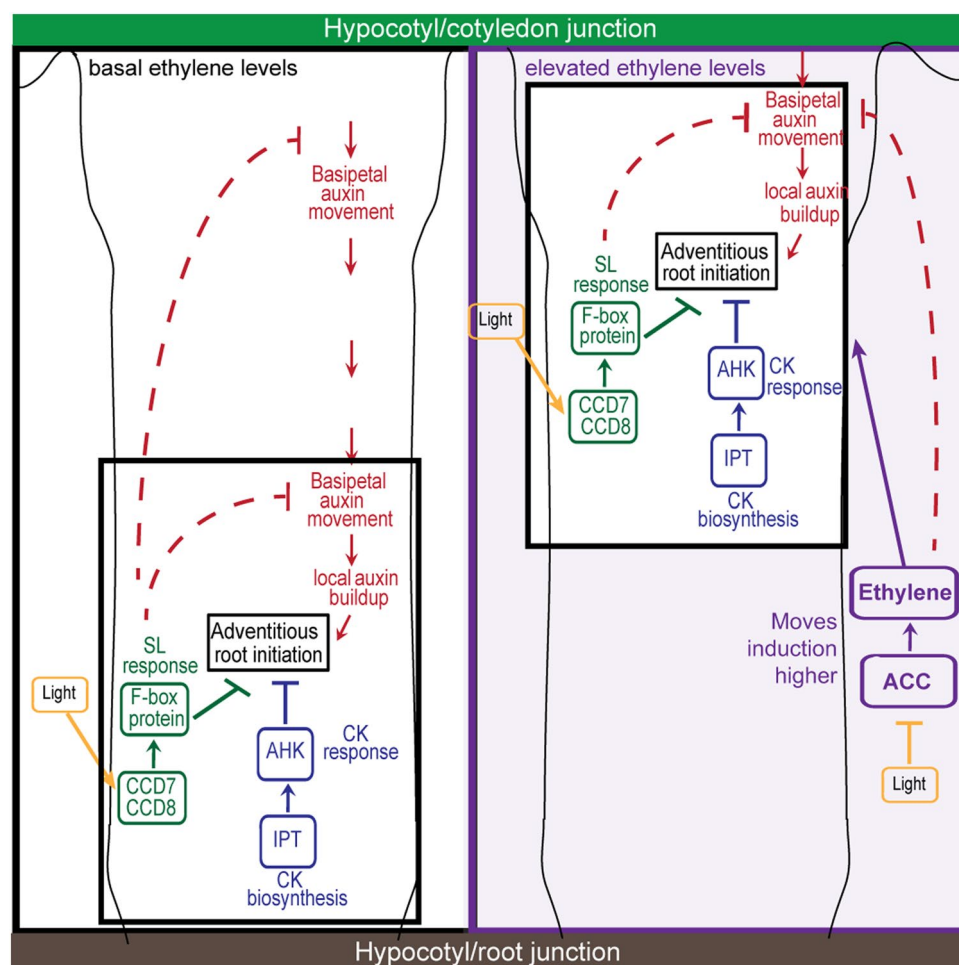 Hypocotyl/cotyledon junction
basal ethylene levels
Basipetal
auxin
movement
Basipetal
auxin
movement
local auxin
buildup
Adventitious
root initiation
SL
response
F-box
protein
Light
CCD7
CCD8
AHK
CK
response
IPT
CK
biosynthesis
elevated ethylene levels
Basipetal
auxin
movement
local auxin
buildup
Adventitious
root initiation
SL
response
F-box
protein
Light
CCD7
CCD8
AHK
CK
response
IPT
CK
biosynthesis
Ethylene
Moves
induction
higher
ACC
Light
Hypocotyl/root junction